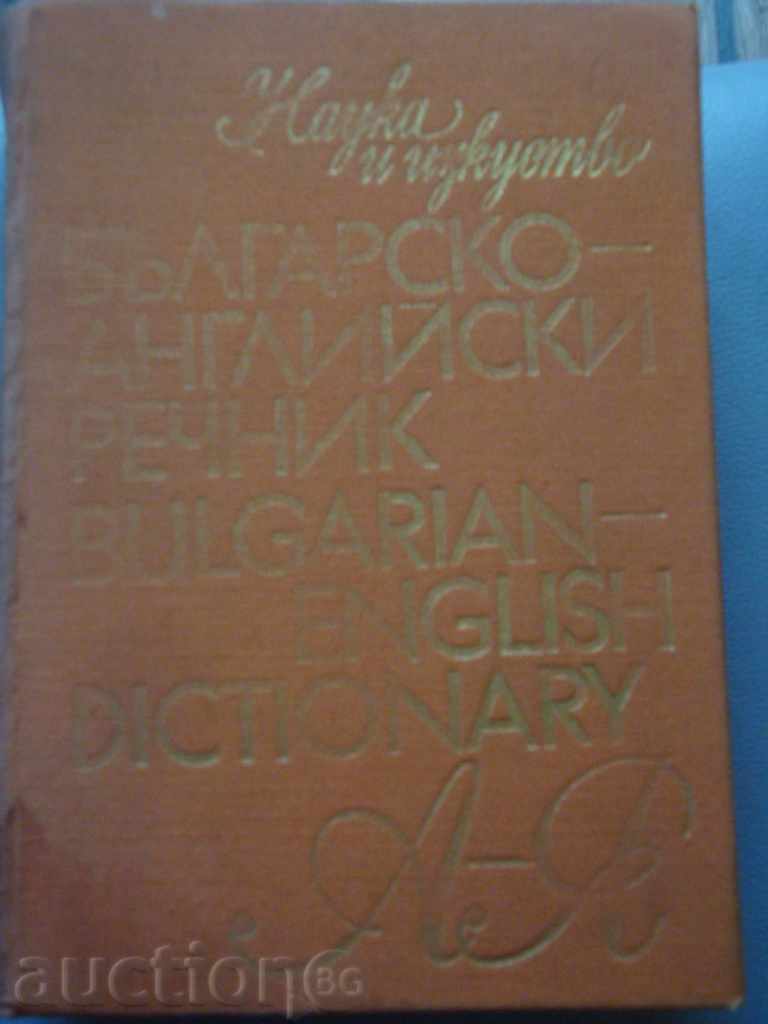 Наука
и изкуство
БЪЛГАРСКО–
АНГЛИЙСКИ
РЕЧНИК
BULGARIAN–
ENGLISH
DICTIONARY
А–Я
auction BG